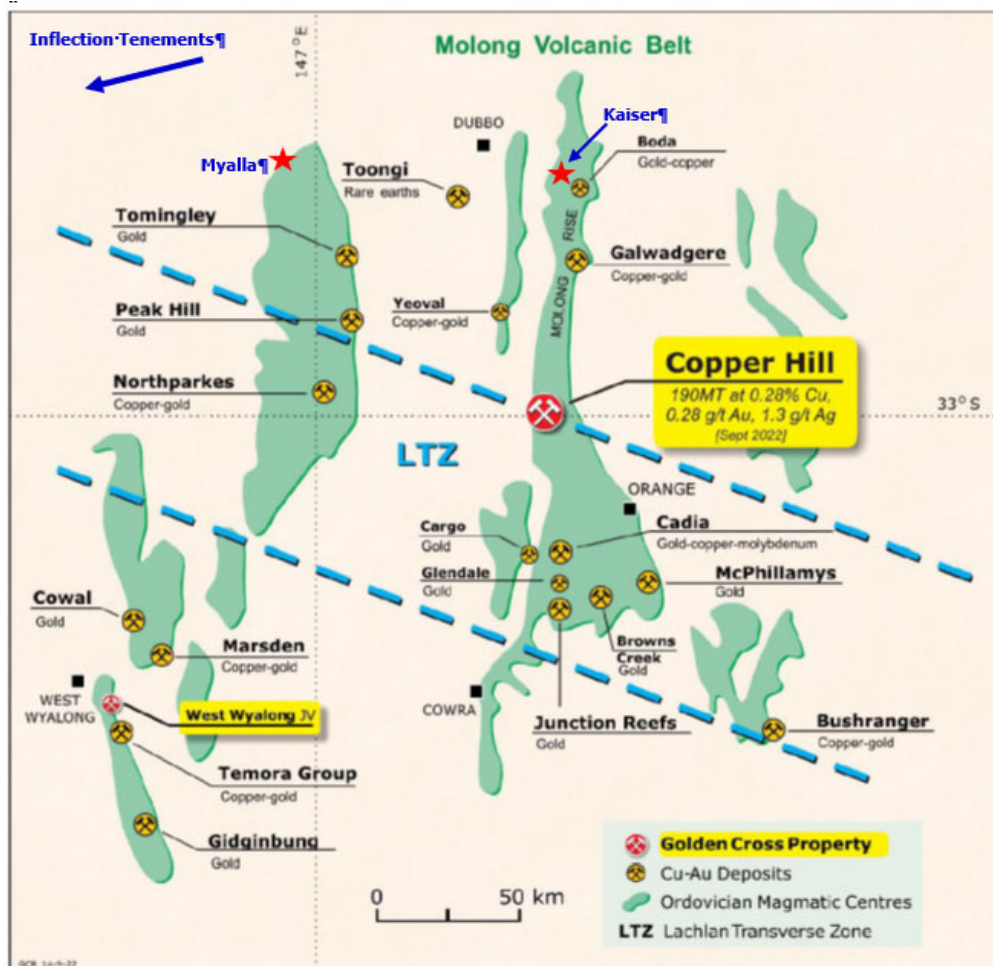 Inflection·Tenements¶
147°E
Molong Volcanic Belt
Kaiser¶
DUBBO
Boda
Gold-copper
Myalla¶
Toongi
Rare earths
Tomingley
Gold
RISE
MOLONG
Galwadgere
Copper-gold
Peak Hill
Gold
Yeoval
Copper-gold
Northparkes
Copper-gold
Copper Hill
190MT at 0.28% Cu,
0.28 g/t Au, 1.3 g/t Ag
[Sept 2022]
33°S
LTZ
ORANGE
Cargo
Gold
Cadia
Gold-copper-molybdenum
Glendale
Gold
McPhillamys
Gold
Cowal
Gold
Browns
Creek
Gold
Marsden
Copper-gold
WEST
WYALONG
West Wyalong JV
COWRA
Junction Reefs
Gold
Bushranger
Copper-gold
Temora Group
Copper-gold
Gidginbung
Gold
0 50 km
Golden Cross Property
Cu-Au Deposits
Ordovician Magmatic Centres
LTZ Lachlan Transverse Zone